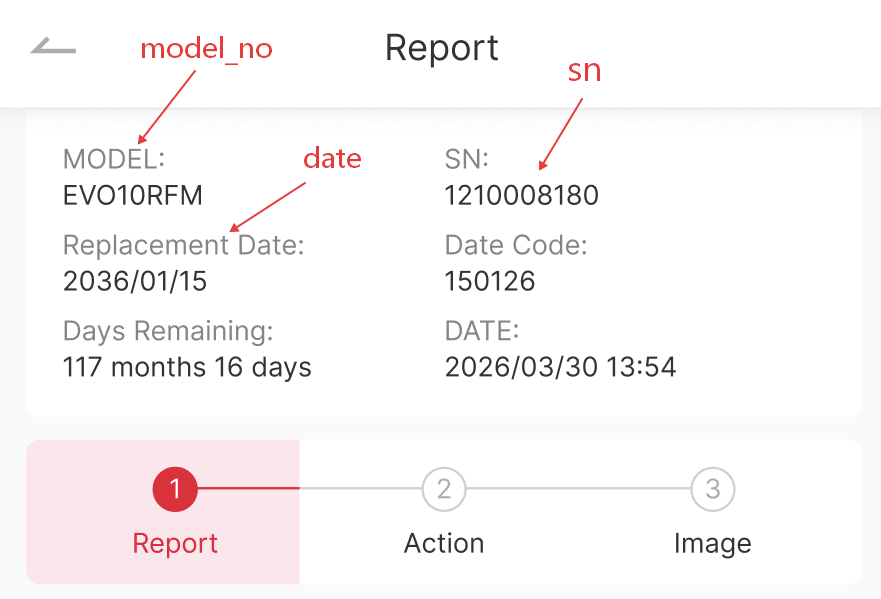 model_no
Report
sn
MODEL:
date
SN:
EVO10RFM
1210008180
Replacement Date:
Date Code:
2036/01/15
150126
Days Remaining:
DATE:
117 months 16 days
2026/03/30 13:54
1
2
3
Report
Action
Image